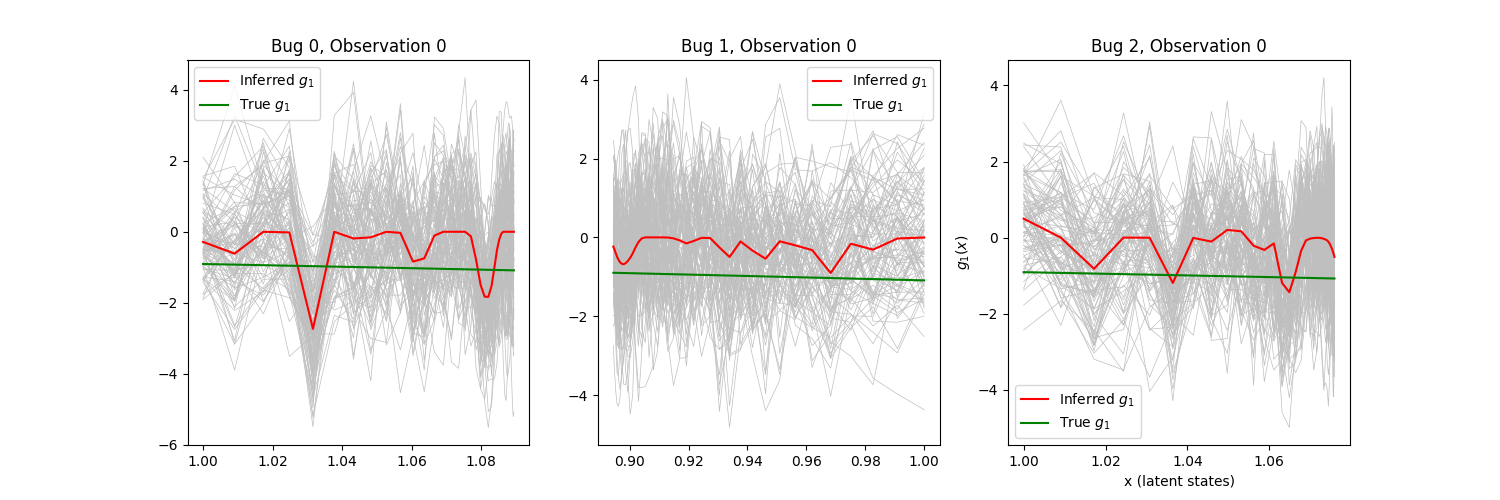 Bug 0, Observation 0
Inferred g₁
True g₁
4
2
0
−2
−4
−6
1.00 1.02 1.04 1.06 1.08
Bug 1, Observation 0
Inferred g₁
True g₁
4
2
0
−2
−4
0.90 0.92 0.94 0.96 0.98 1.00
Bug 2, Observation 0
g₁(x)
4
2
0
−2
−4
Inferred g₁
True g₁
1.00 1.02 1.04 1.06
x (latent states)